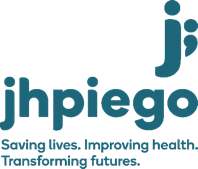 jhpiego
Saving lives. Improving health.
Transforming futures.